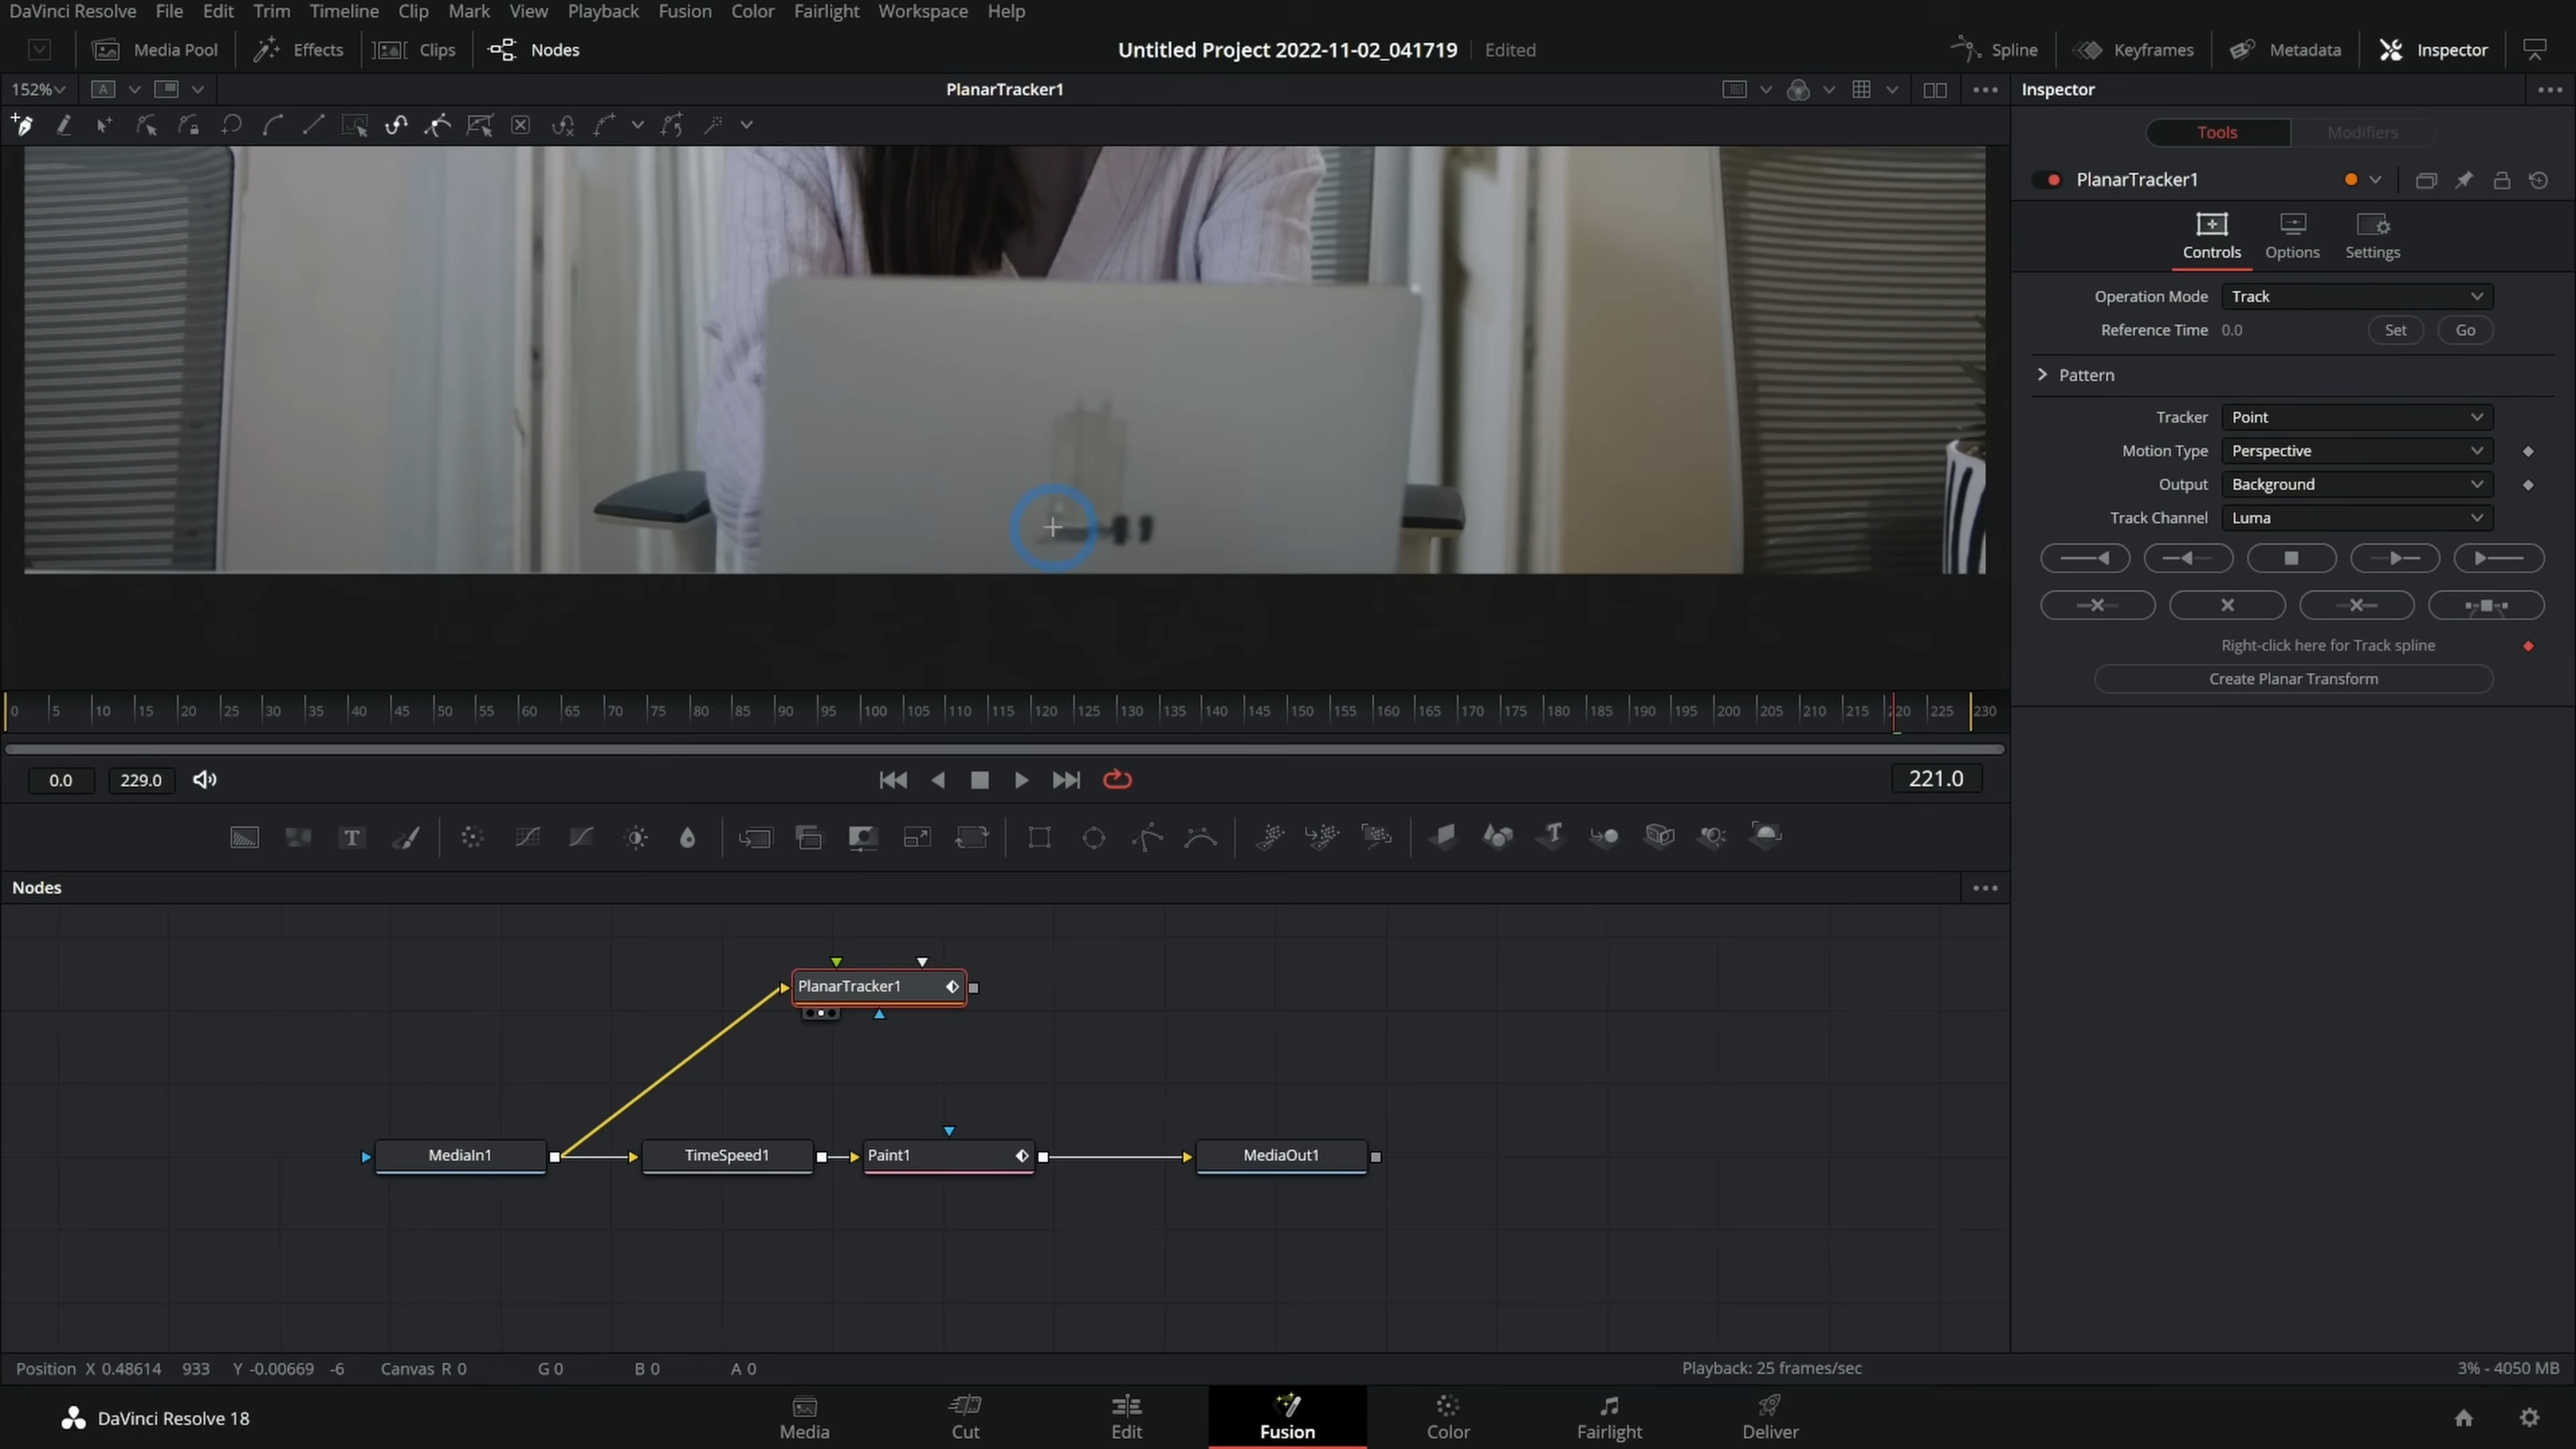 DaVinci Resolve File Edit Trim Timeline Clip Mark View Playback Fusion Color Fairlight Workspace Help
Media Pool Effects Clips Nodes Untitled Project 2022-11-02_041719 Edited Spline Keyframes Metadata Inspector
152% A PlanarTracker1 Inspector
Tools Modifiers
PlanarTracker1
Controls Options Settings
Operation Mode Track
Reference Time 0.0 Set Go
Pattern
Tracker Point
Motion Type Perspective
Output Background
Track Channel Luma
Right-click here for Track spline
Create Planar Transform
0 5 10 15 20 25 30 35 40 45 50 55 60 65 70 75 80 85 90 95 100 105 110 115 120 125 130 135 140 145 150 155 160 165 170 175 180 185 190 195 200 205 210 215 220 225 230
0.0 229.0 221.0
T T
Nodes
PlanarTracker1
MediaIn1 TimeSpeed1 Paint1 MediaOut1
Position X 0.48614 933 Y -0.00669 -6 Canvas R 0 G 0 B 0 A 0 Playback: 25 frames/sec 3% - 4050 MB
DaVinci Resolve 18 Media Cut Edit Fusion Color Fairlight Deliver